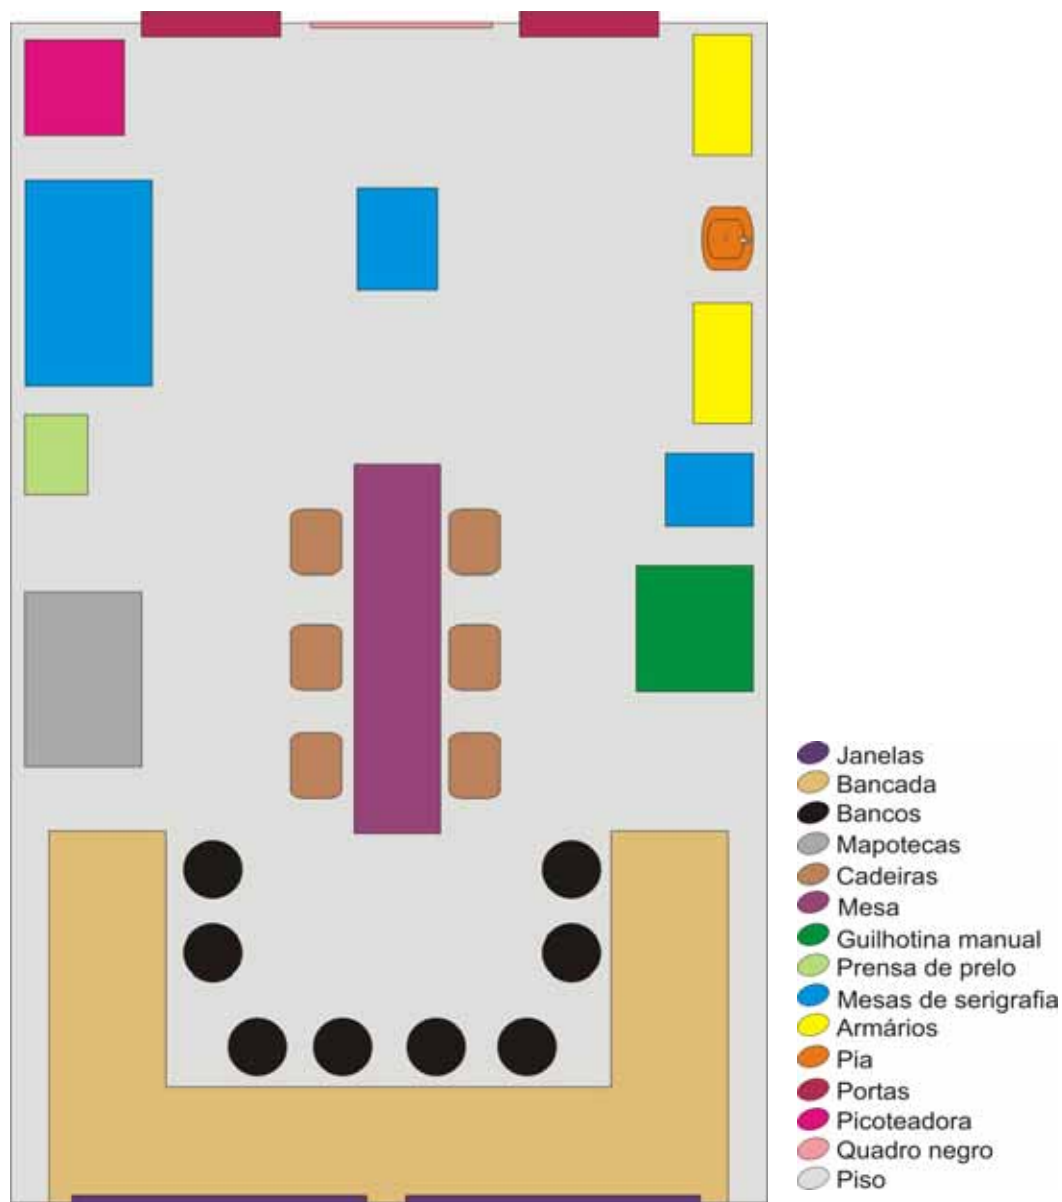 Janelas
Bancada
Bancos
Mapotecas
Cadeiras
Mesa
Guilhotina manual
Prensa de prelo
Mesas de serigrafia
Armários
Pia
Portas
Picoteadora
Quadro negro
Piso